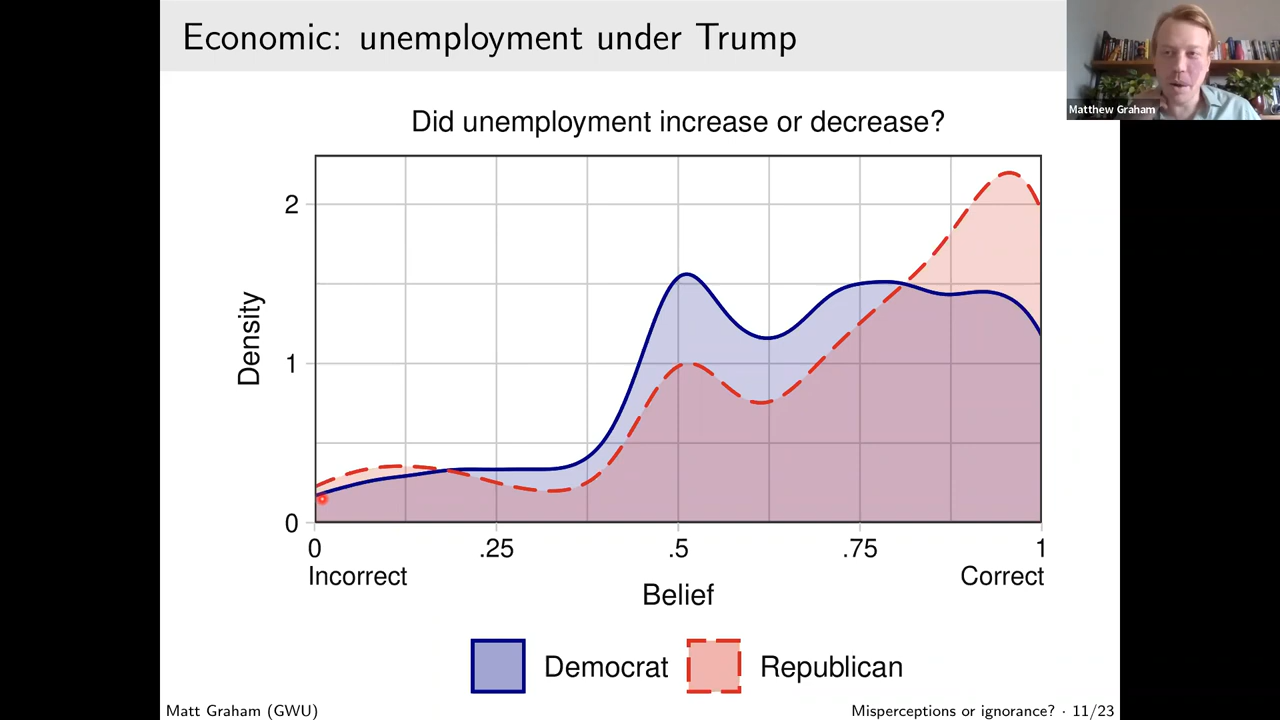 Economic: unemployment under Trump
Matthew Graham
Did unemployment increase or decrease?
2
1
0
Density
0 .25 .5 .75 1
Incorrect Correct
Belief
Democrat Republican
Matt Graham (GWU) Misperceptions or ignorance? · 11/23